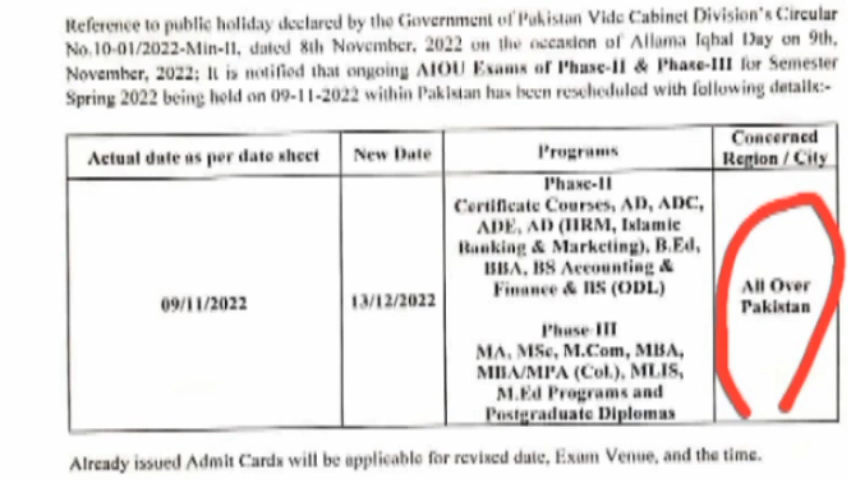 Reference to public holiday declared by the Government of Pakistan Vide Cabinet Division's Circular
No.10-01/2022-Min-II, dated 8th November, 2022 on the occasion of Allama Iqbal Day on 9th,
November, 2022; It is notified that ongoing AIOU Exams of Phase-II & Phase-III for Semester
Spring 2022 being held on 09-11-2022 within Pakistan has been rescheduled with following details:-
Actual date as per date sheet
New Date
Programs
Concerned
Region / City
09/11/2022
13/12/2022
Phase-II
Certificate Courses, AD, ADC,
ADE, AD (HRM, Islamic
Banking & Marketing), B.Ed,
BBA, BS Accounting &
Finance & BS (ODL)
Phase-III
MA, MSc, M.Com, MBA,
MBA/MPA (Col.), MLIS,
M.Ed Programs and
Postgraduate Diplomas
All Over
Pakistan
Already issued Admit Cards will be applicable for revised date, Exam Venue, and the time.